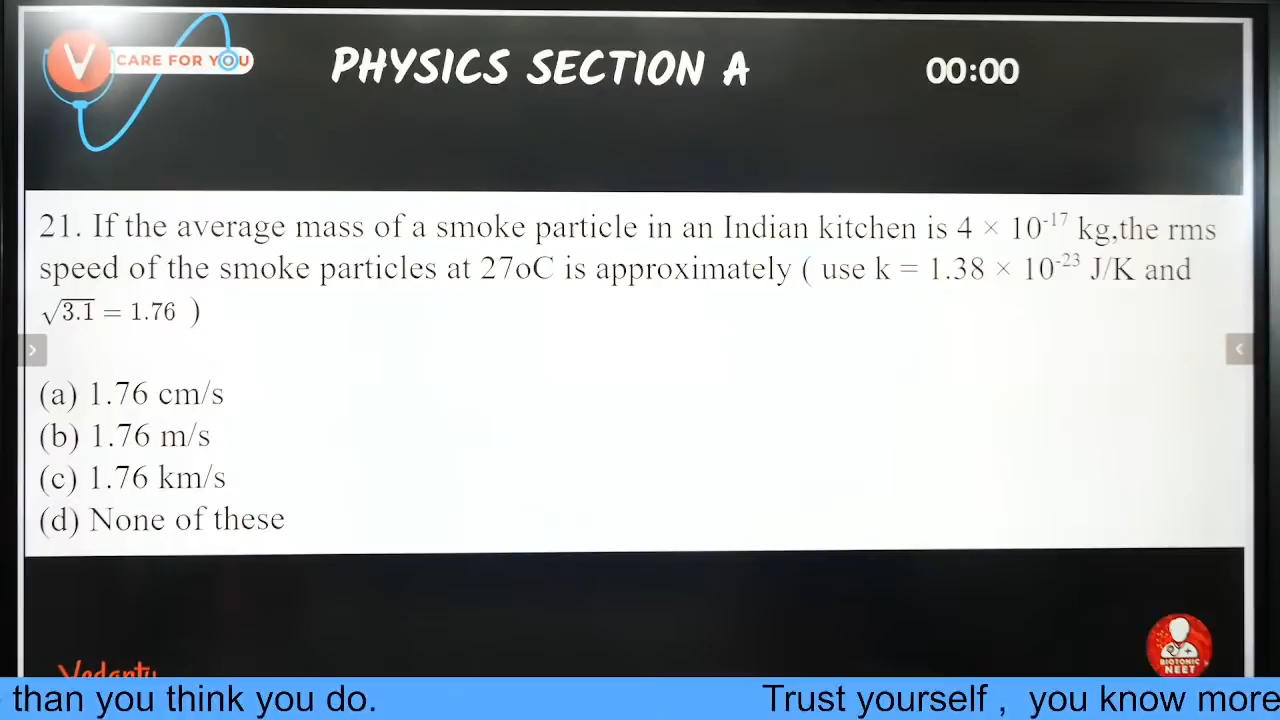 V CARE FOR YOU
PHYSICS SECTION A
00:00
21. If the average mass of a smoke particle in an Indian kitchen is 4 × 10⁻¹⁷ kg,the rms
speed of the smoke particles at 27oC is approximately ( use k = 1.38 × 10⁻²³ J/K and
√3.1 = 1.76 )
(a) 1.76 cm/s
(b) 1.76 m/s
(c) 1.76 km/s
(d) None of these
BIOTONIC
NEET
than you think you do. Trust yourself , you know more